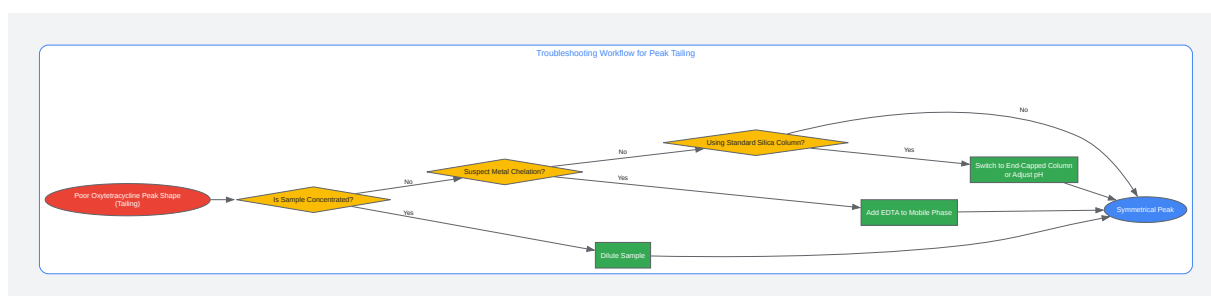 Troubleshooting Workflow for Peak Tailing
Poor Oxytetracycline Peak Shape
(Tailing)
Is Sample Concentrated?
No
Yes
Suspect Metal Chelation?
No
Yes
Dilute Sample
Using Standard Silica Column?
No
Yes
Add EDTA to Mobile Phase
Switch to End-Capped Column
or Adjust pH
Symmetrical Peak